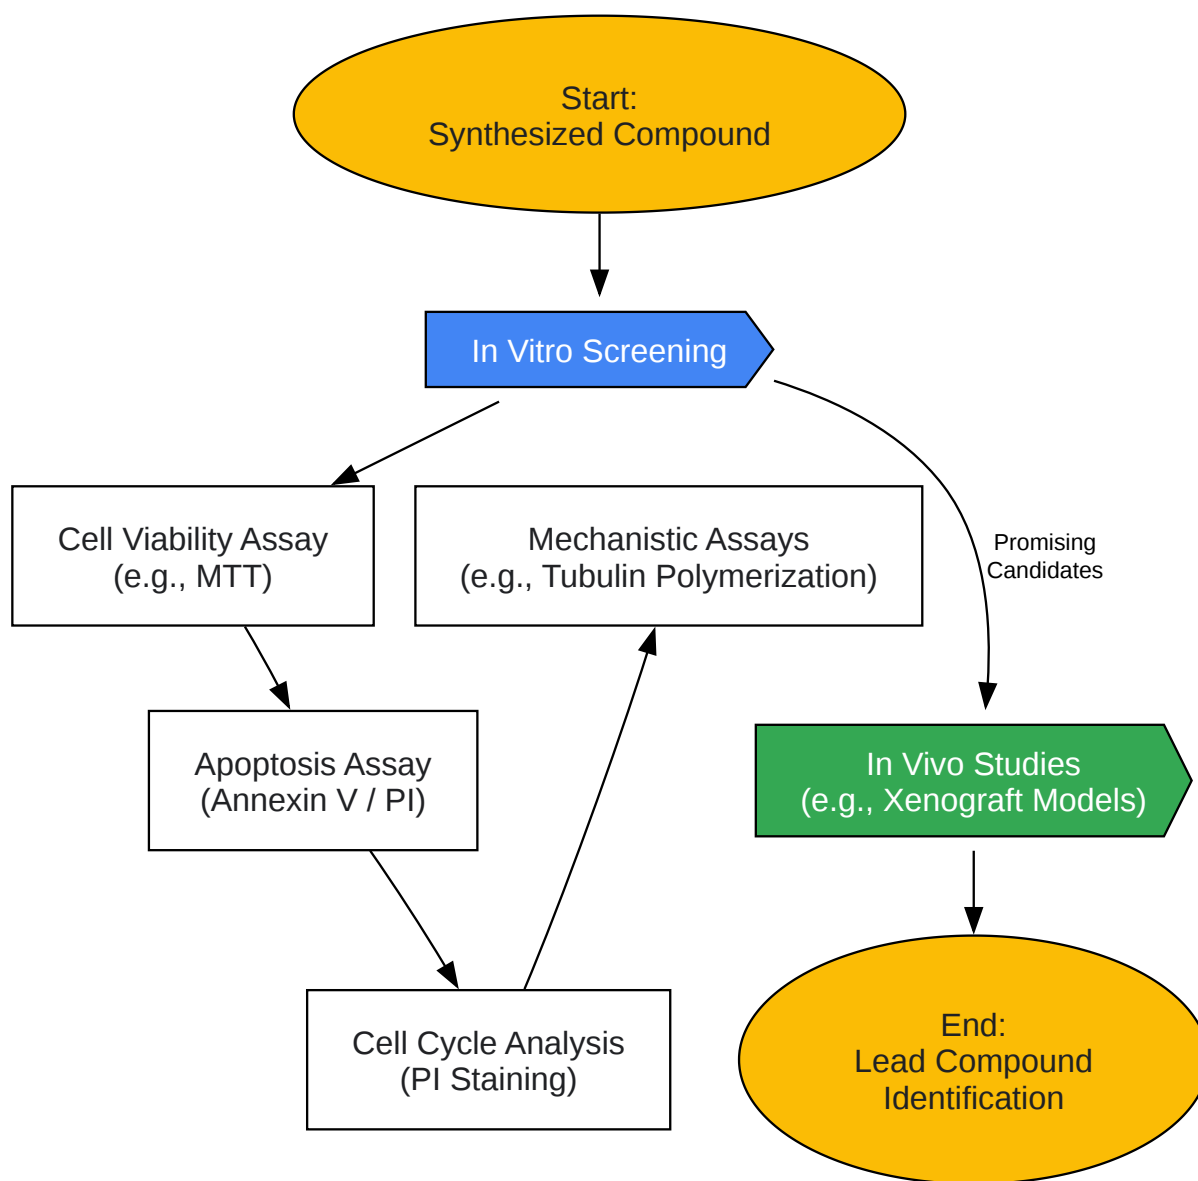 Start:
Synthesized Compound
In Vitro Screening
Cell Viability Assay
(e.g., MTT)
Mechanistic Assays
(e.g., Tubulin Polymerization)
Promising
Candidates
Apoptosis Assay
(Annexin V / PI)
In Vivo Studies
(e.g., Xenograft Models)
Cell Cycle Analysis
(PI Staining)
End:
Lead Compound
Identification